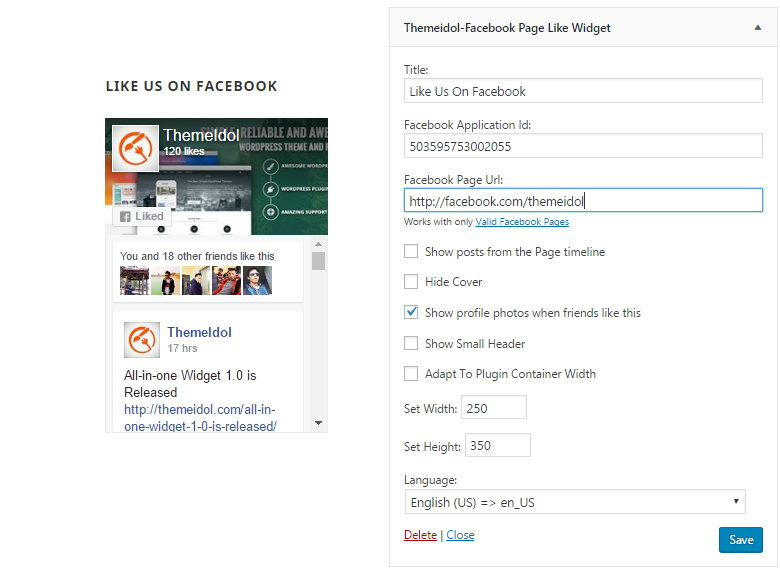 LIKE US ON FACEBOOK
ThemeIdol
120 likes
RELIABLE AND AWE
WORDPRESS THEME AND
AWESOME WORDPRE
WORDPRESS PLUGIN
AMAZING SUPPORT
Liked
You and 18 other friends like this
ThemeIdol
17 hrs
All-in-one Widget 1.0 is
Released
http://themeidol.com/all-in-
one-widget-1-0-is-released/
Themeidol-Facebook Page Like Widget
Title:
Like Us On Facebook
Facebook Application Id:
503595753002055
Facebook Page Url:
http://facebook.com/themeidol
Works with only Valid Facebook Pages
Show posts from the Page timeline
Hide Cover
Show profile photos when friends like this
Show Small Header
Adapt To Plugin Container Width
Set Width: 250
Set Height: 350
Language:
English (US) => en_US
Delete | Close
Save